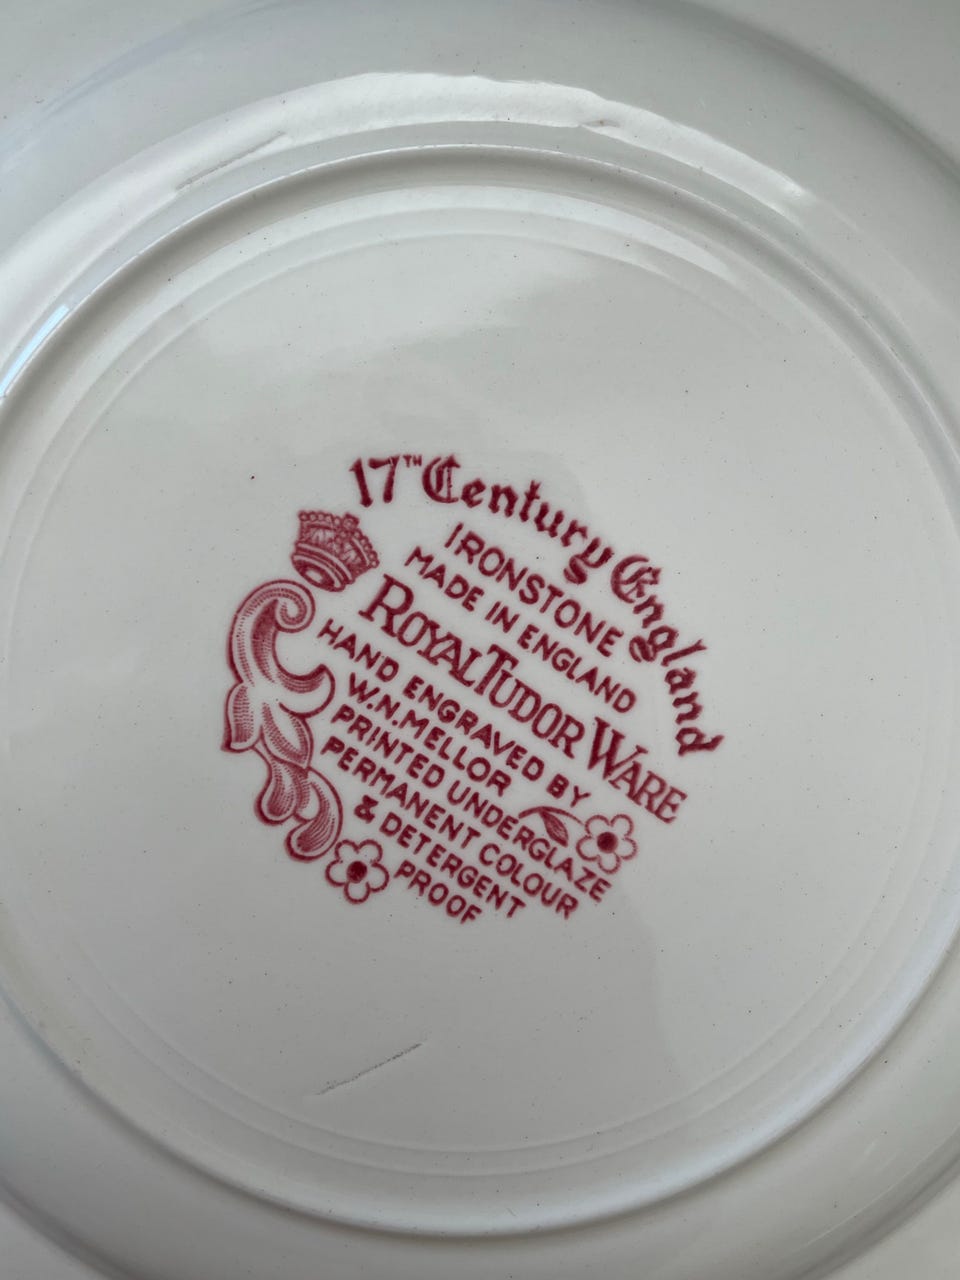 17TH Century England
IRONSTONE
MADE IN ENGLAND
ROYAL TUDOR WARE
HAND ENGRAVED BY
W.N.MELLOR
PRINTED UNDERGLAZE
PERMANENT COLOUR
& DETERGENT
PROOF